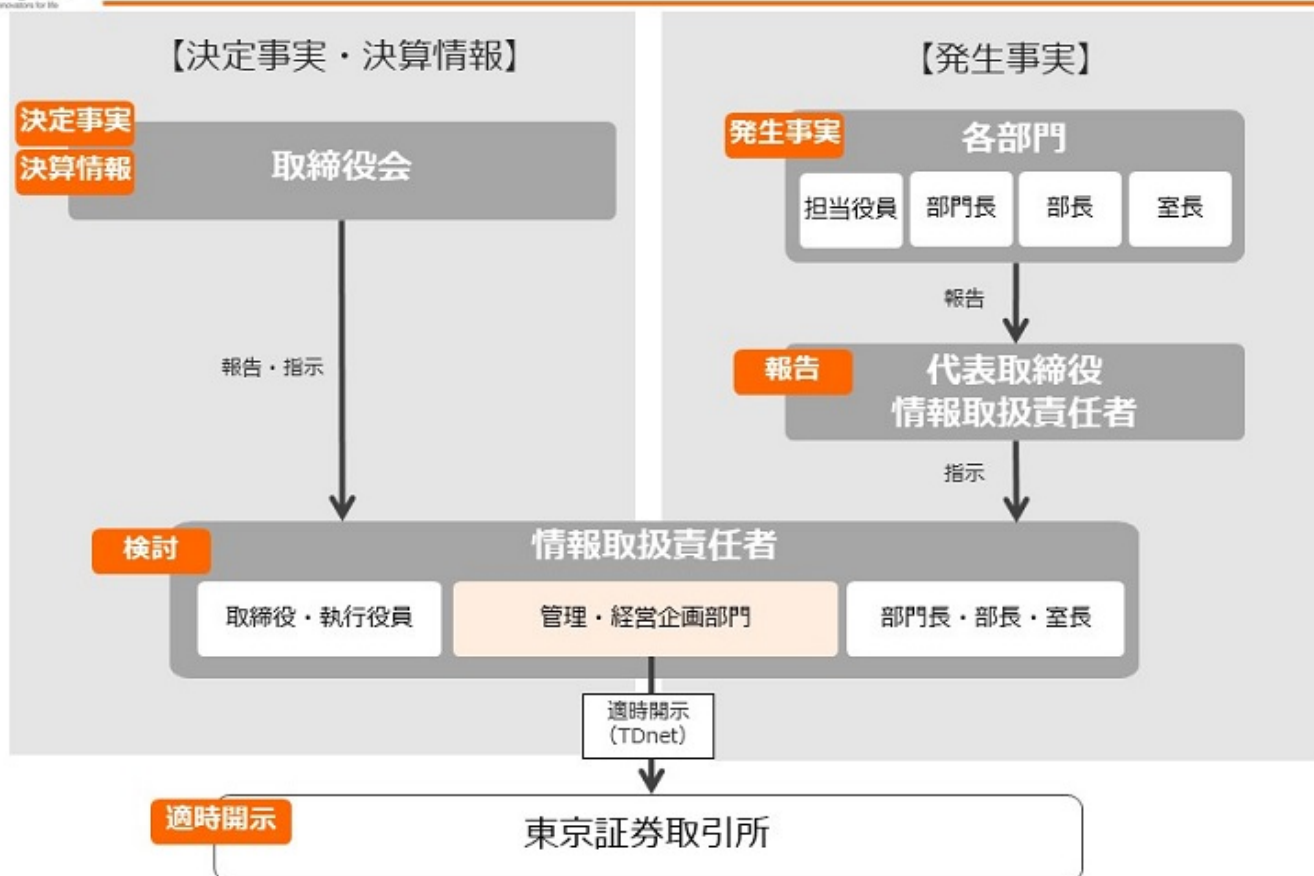 innovators for life
【決定事実・決算情報】
決定事実
決算情報
取締役会
報告・指示
【発生事実】
発生事実
各部門
担当役員
部門長
部長
室長
報告
報告
代表取締役
情報取扱責任者
指示
検討
情報取扱責任者
取締役・執行役員
管理・経営企画部門
部門長・部長・室長
適時開示
（TDnet）
適時開示
東京証券取引所